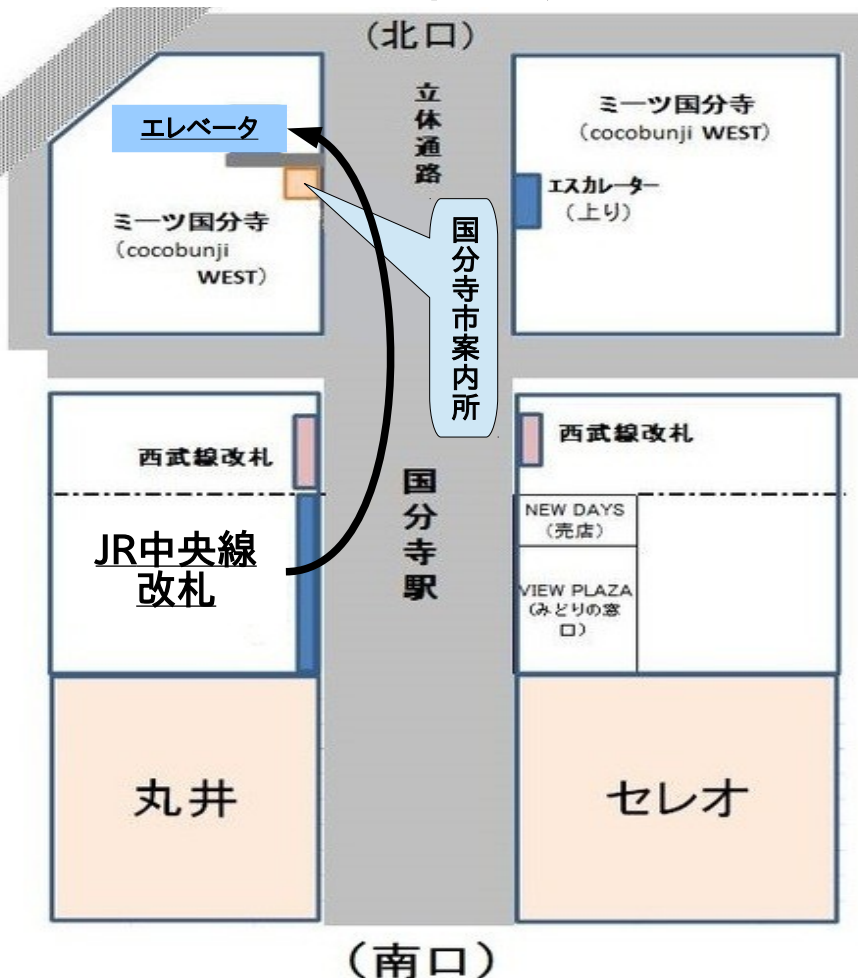 （北口）
立体通路
エレベータ
ミーツ国分寺
（cocobunji
WEST）
国分寺市案内所
ミーツ国分寺
（cocobunji WEST）
エスカレーター
（上り）
西武線改札
西武線改札
国分寺駅
JR中央線
改札
NEW DAYS
（売店）
VIEW PLAZA
（みどりの窓
口）
丸井
セレオ
（南口）